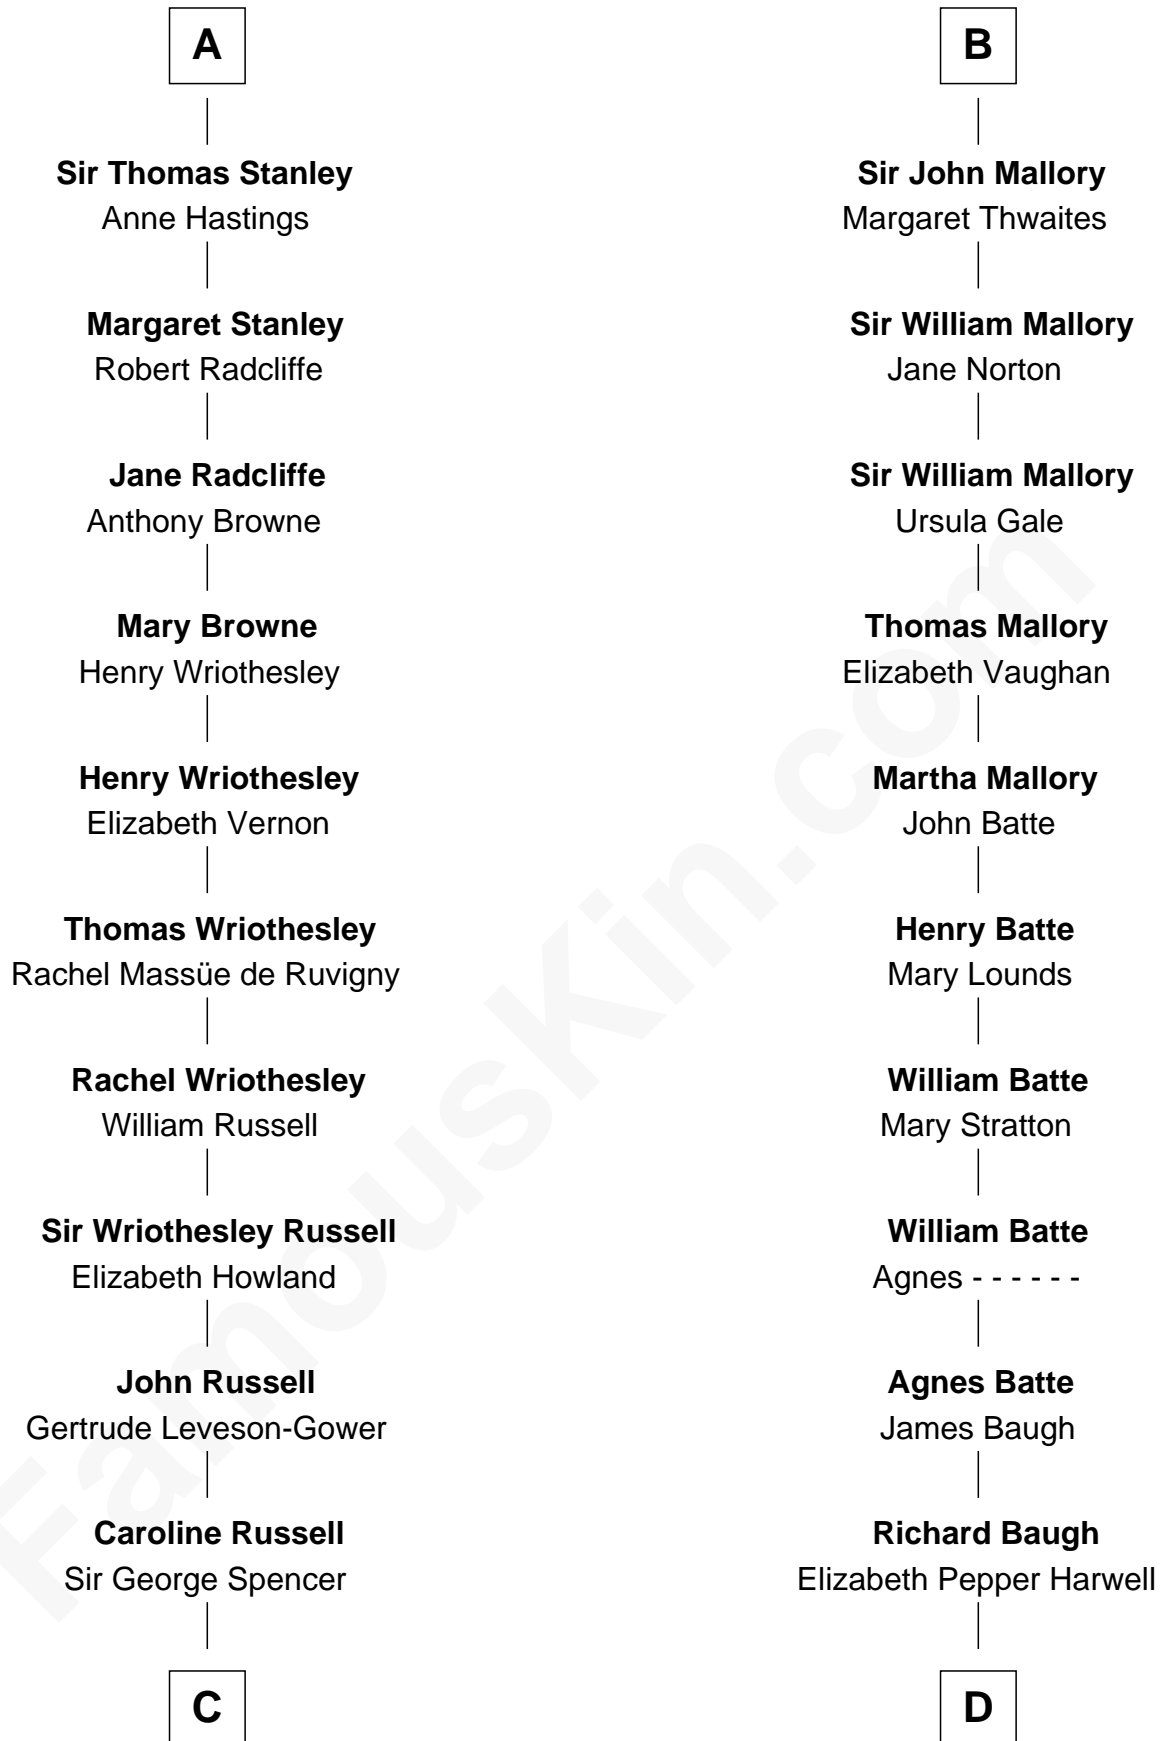 A
Sir Thomas Stanley
Anne Hastings
Margaret Stanley
Robert Radcliffe
Jane Radcliffe
Anthony Browne
Mary Browne
Henry Wriothesley
Henry Wriothesley
Elizabeth Vernon
Thomas Wriothesley
Rachel Massüe de Ruvigny
Rachel Wriothesley
William Russell
Sir Wriothesley Russell
Elizabeth Howland
John Russell
Gertrude Leveson-Gower
Caroline Russell
Sir George Spencer
C
B
Sir John Mallory
Margaret Thwaites
Sir William Mallory
Jane Norton
Sir William Mallory
Ursula Gale
Thomas Mallory
Elizabeth Vaughan
Martha Mallory
John Batte
Henry Batte
Mary Lounds
William Batte
Mary Stratton
William Batte
Agnes - - - - - -
Agnes Batte
James Baugh
Richard Baugh
Elizabeth Pepper Harwell
D
FamousKin.com